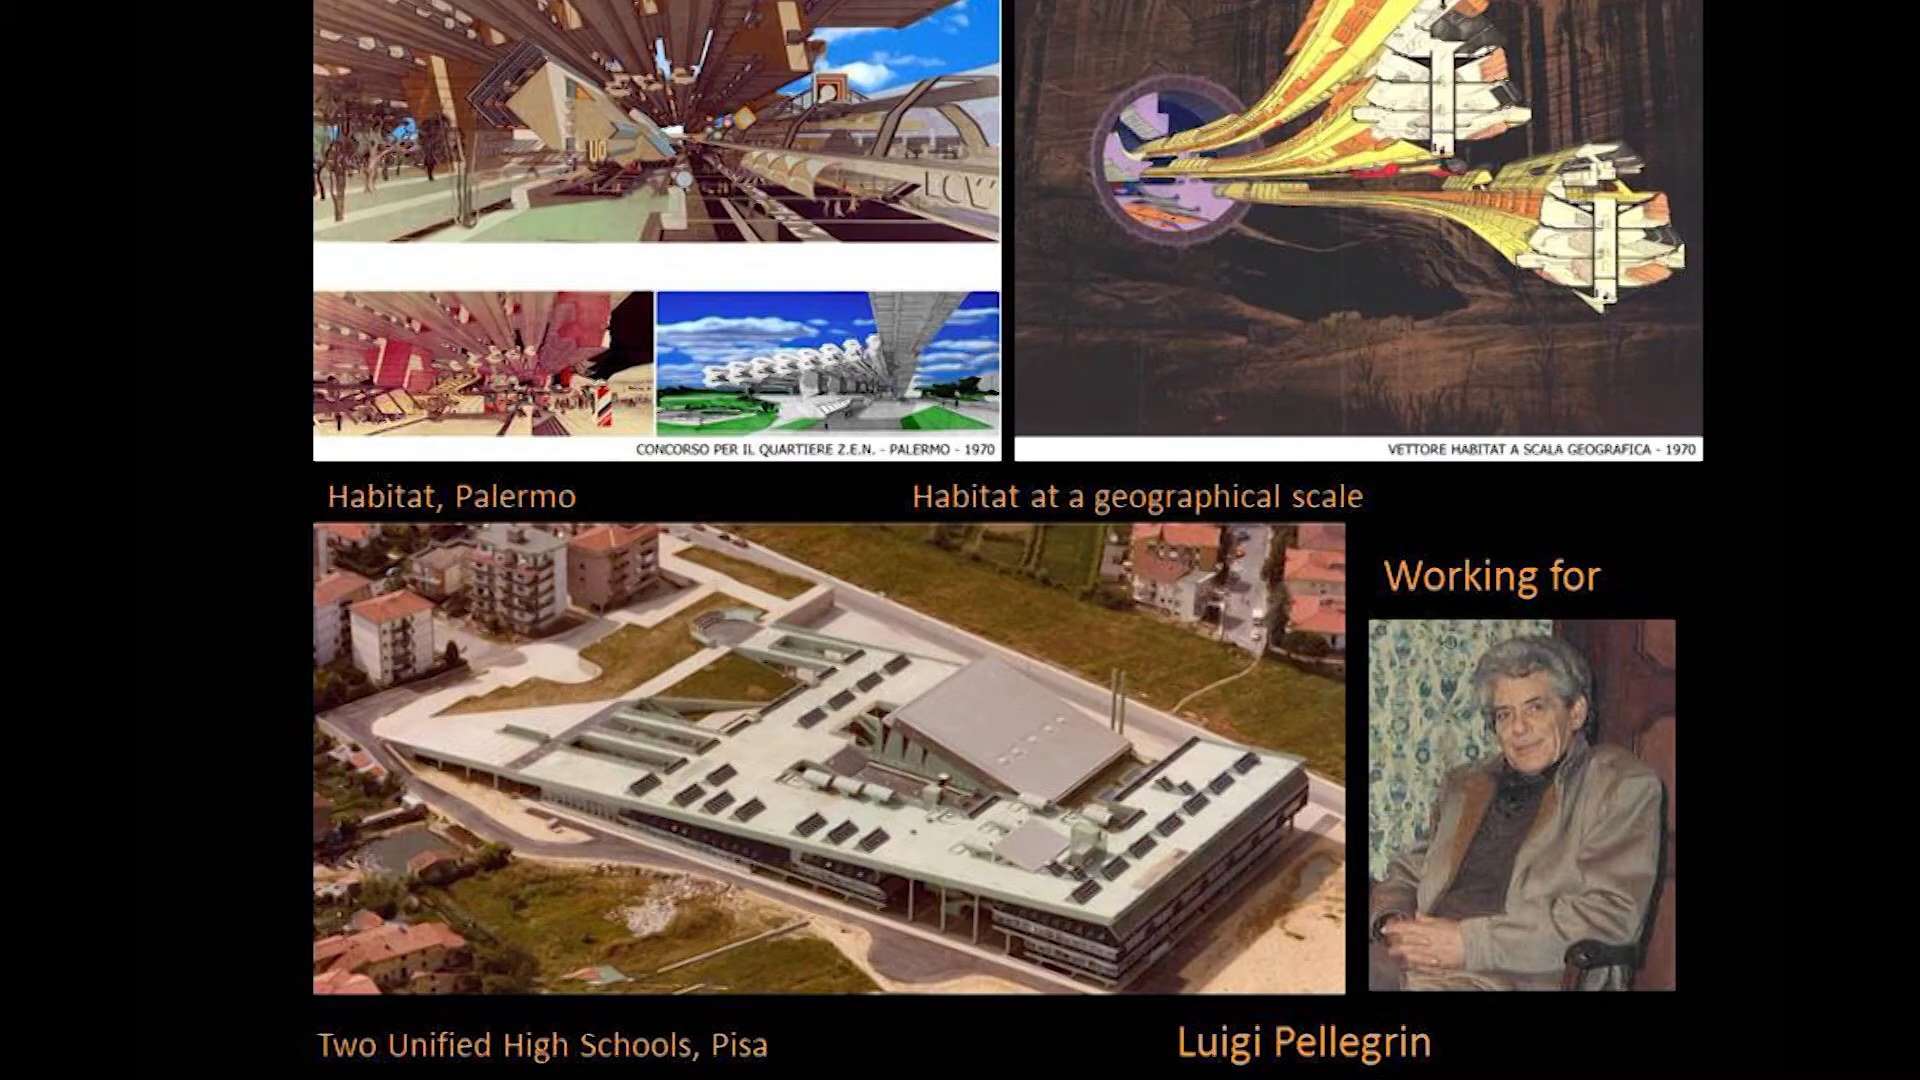 CONCORSO PER IL QUARTIERE Z.E.N. - PALERMO - 1970
VETTORE HABITAT A SCALA GEOGRAFICA - 1970
Habitat, Palermo
Habitat at a geographical scale
Working for
Two Unified High Schools, Pisa
Luigi Pellegrin